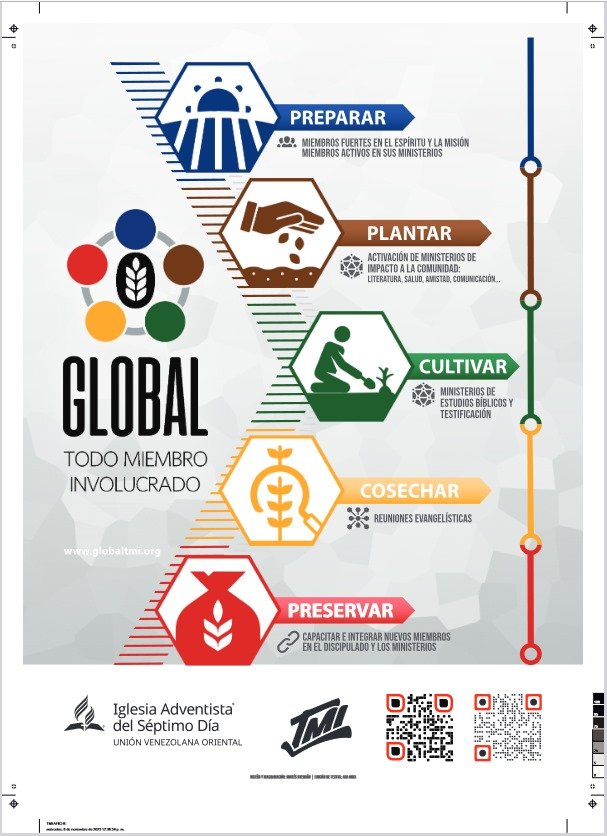 PREPARAR
MIEMBROS FUERTES EN EL ESPÍRITU Y LA MISIÓN
MIEMBROS ACTIVOS EN SUS MINISTERIOS
PLANTAR
ACTIVACIÓN DE MINISTERIOS DE
IMPACTO A LA COMUNIDAD:
LITERATURA, SALUD, AMISTAD, COMUNICACIÓN...
CULTIVAR
MINISTERIOS DE
ESTUDIOS BÍBLICOS Y
TESTIFICACIÓN
GLOBAL
TODO MIEMBRO
INVOLUCRADO
COSECHAR
REUNIONES EVANGELÍSTICAS
www.globaltmi.org
PRESERVAR
CAPACITAR E INTEGRAR NUEVOS MIEMBROS
EN EL DISCIPULADO Y LOS MINISTERIOS
Iglesia Adventista
del Séptimo Día
UNIÓN VENEZOLANA ORIENTAL
TMI